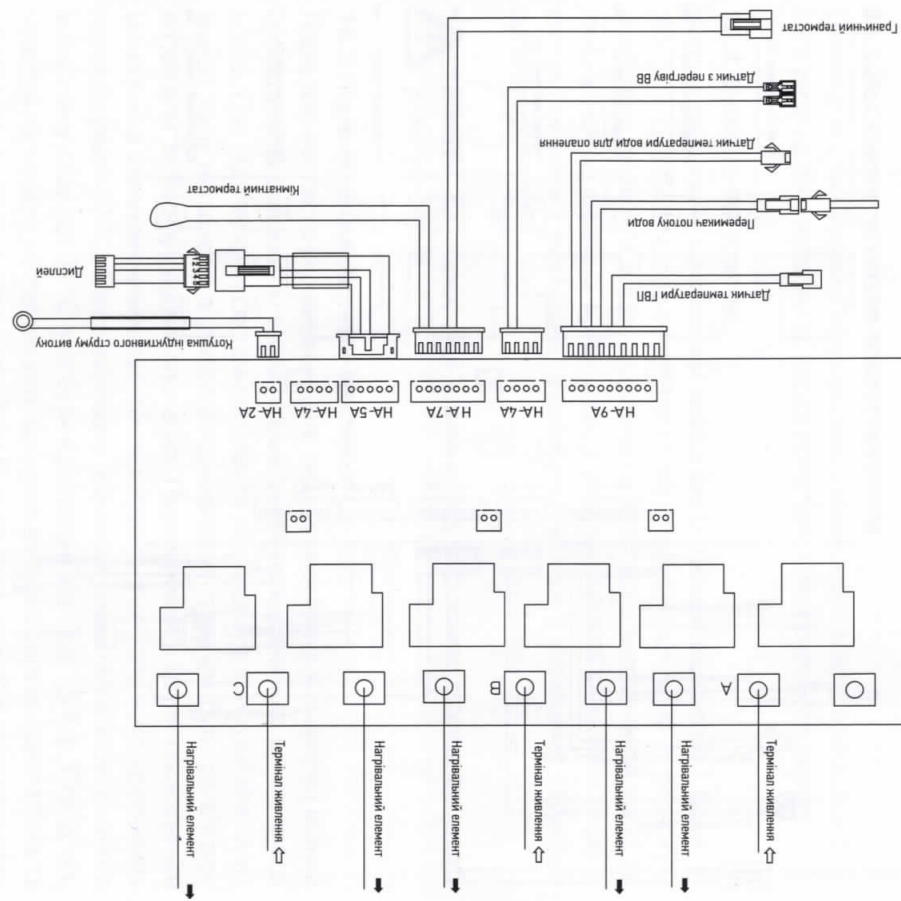 Термінал живлення
Нагрівальний елемент
Нагрівальний елемент
Термінал живлення
Нагрівальний елемент
Нагрівальний елемент
Термінал живлення
Нагрівальний елемент
A
B
C
HA-9A
HA-4A
HA-7A
HA-5A
HA-4A
HA-2A
Котушка індуктивного струму витоку
Датчик температури ГВП
Дисплей
Перемикач потоку води
Кімнатний термостат
Датчик температури води для опалення
Датчик з перегріву ВВ
Граничний термостат